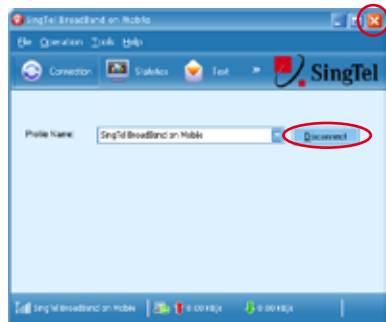 SingTel Broadband on Mobile
File Operation Tools Help
Connection Statistics Text » SingTel
Profile Name: SingTel Broadband on Mobile Disconnect
SingTel Broadband on Mobile 0.00 KB/s 0.00 KB/s